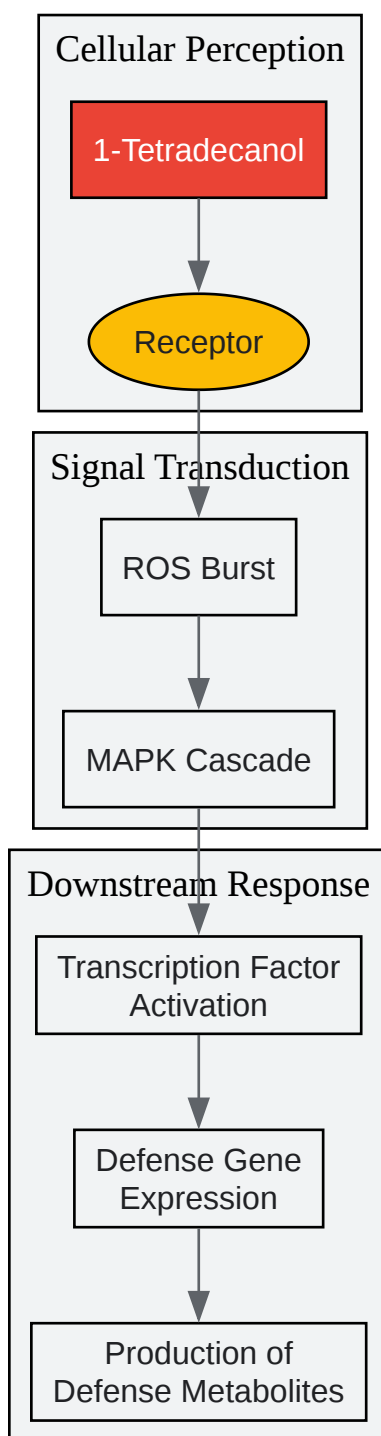 Cellular Perception
1-Tetradecanol
Receptor
Signal Transduction
ROS Burst
MAPK Cascade
Downstream Response
Transcription Factor
Activation
Defense Gene
Expression
Production of
Defense Metabolites